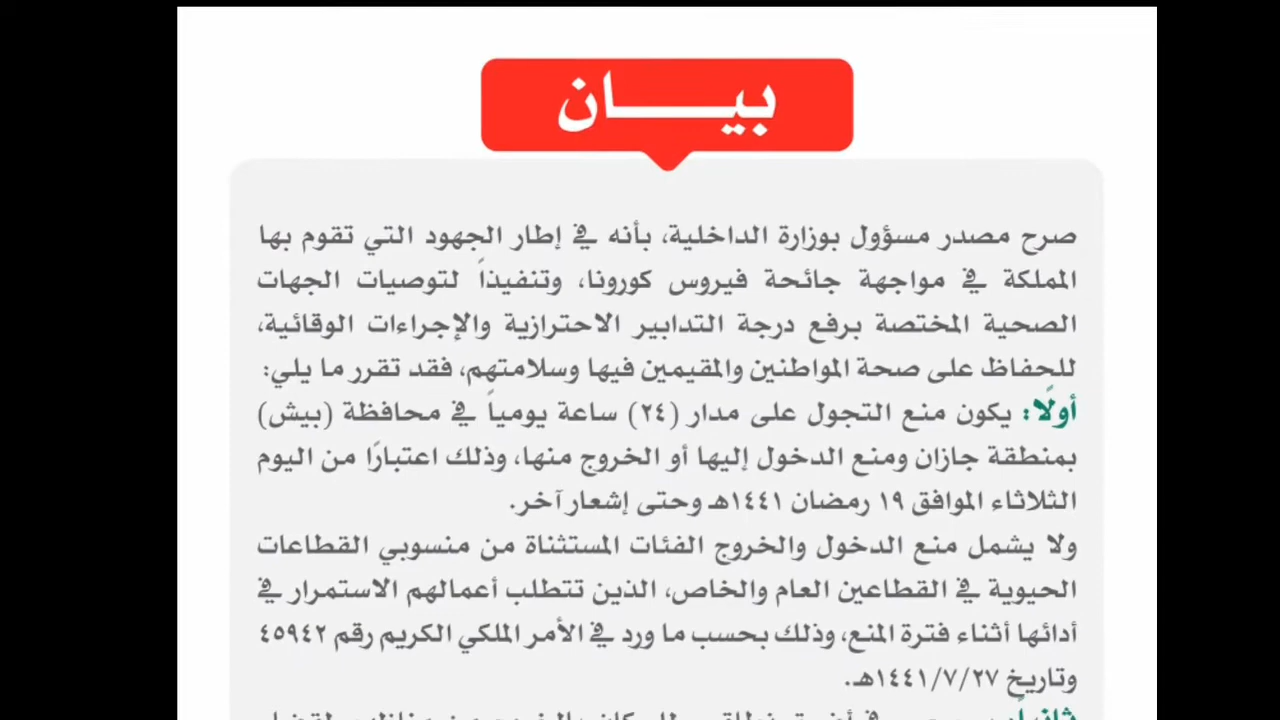 بيـــــــان
صرح مصدر مسؤول بوزارة الداخلية، بأنه في إطار الجهود التي تقوم بها
المملكة في مواجهة جائحة فيروس كورونا، وتنفيذاً لتوصيات الجهات
الصحية المختصة برفع درجة التدابير الاحترازية والإجراءات الوقائية،
للحفاظ على صحة المواطنين والمقيمين فيها وسلامتهم، فقد تقرر ما يلي:
أولًا: يكون منع التجول على مدار (٢٤) ساعة يومياً في محافظة (بيش)
بمنطقة جازان ومنع الدخول إليها أو الخروج منها، وذلك اعتبارًا من اليوم
الثلاثاء الموافق ١٩ رمضان ١٤٤١هـ وحتى إشعار آخر.
ولا يشمل منع الدخول والخروج الفئات المستثناة من منسوبي القطاعات
الحيوية في القطاعين العام والخاص، الذين تتطلب أعمالهم الاستمرار في
أدائها أثناء فترة المنع، وذلك بحسب ما ورد في الأمر الملكي الكريم رقم ٤٥٩٤٢
وتاريخ ١٤٤١/٧/٢٧هـ.